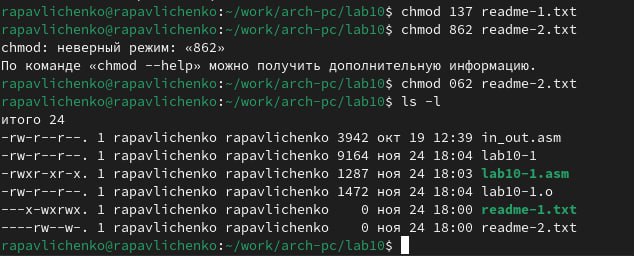 rapavlichenko@rapavlichenko:~/work/arch-pc/lab10$ chmod 137 readme-1.txt
rapavlichenko@rapavlichenko:~/work/arch-pc/lab10$ chmod 862 readme-2.txt
chmod: неверный режим: «862»
По команде «chmod --help» можно получить дополнительную информацию.
rapavlichenko@rapavlichenko:~/work/arch-pc/lab10$ chmod 062 readme-2.txt
rapavlichenko@rapavlichenko:~/work/arch-pc/lab10$ ls -l
итого 24
-rw-r--r--. 1 rapavlichenko rapavlichenko 3942 окт 19 12:39 in_out.asm
-rw-r--r--. 1 rapavlichenko rapavlichenko 9164 ноя 24 18:04 lab10-1
-rwxr-xr-x. 1 rapavlichenko rapavlichenko 1287 ноя 24 18:03 lab10-1.asm
-rw-r--r--. 1 rapavlichenko rapavlichenko 1472 ноя 24 18:04 lab10-1.o
---x-wxrwx. 1 rapavlichenko rapavlichenko    0 ноя 24 18:00 readme-1.txt
----rw--w-. 1 rapavlichenko rapavlichenko    0 ноя 24 18:00 readme-2.txt
rapavlichenko@rapavlichenko:~/work/arch-pc/lab10$